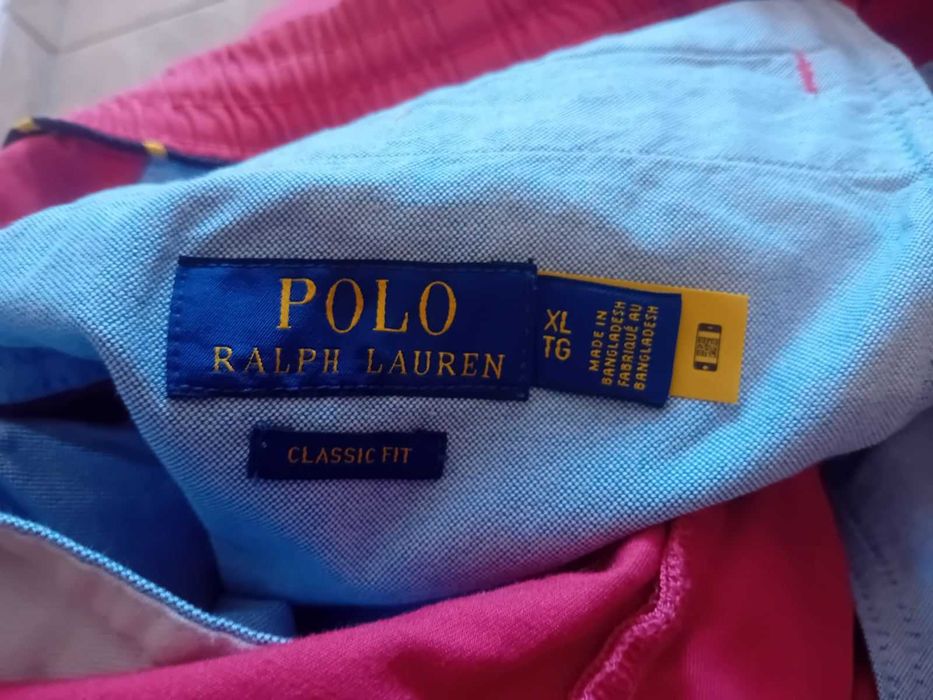 POLO
RALPH LAUREN
XL
TG
MADE IN
BANGLADESH
FABRIQUÉ AU
BANGLADESH
CLASSIC FIT